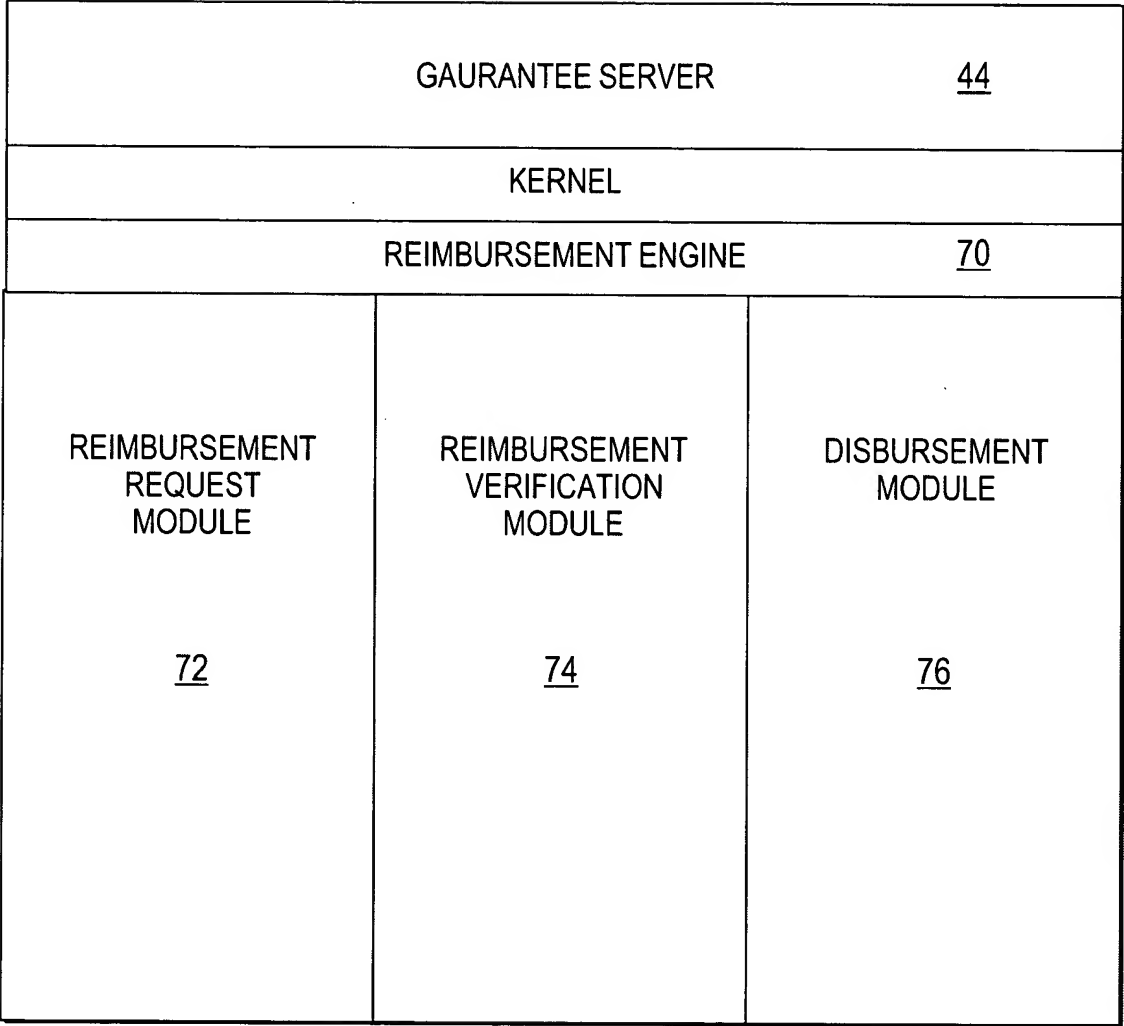 GAURANTEE SERVER 44
KERNEL
REIMBURSEMENT ENGINE 70
REIMBURSEMENT
REQUEST
MODULE
72
REIMBURSEMENT
VERIFICATION
MODULE
74
DISBURSEMENT
MODULE
76